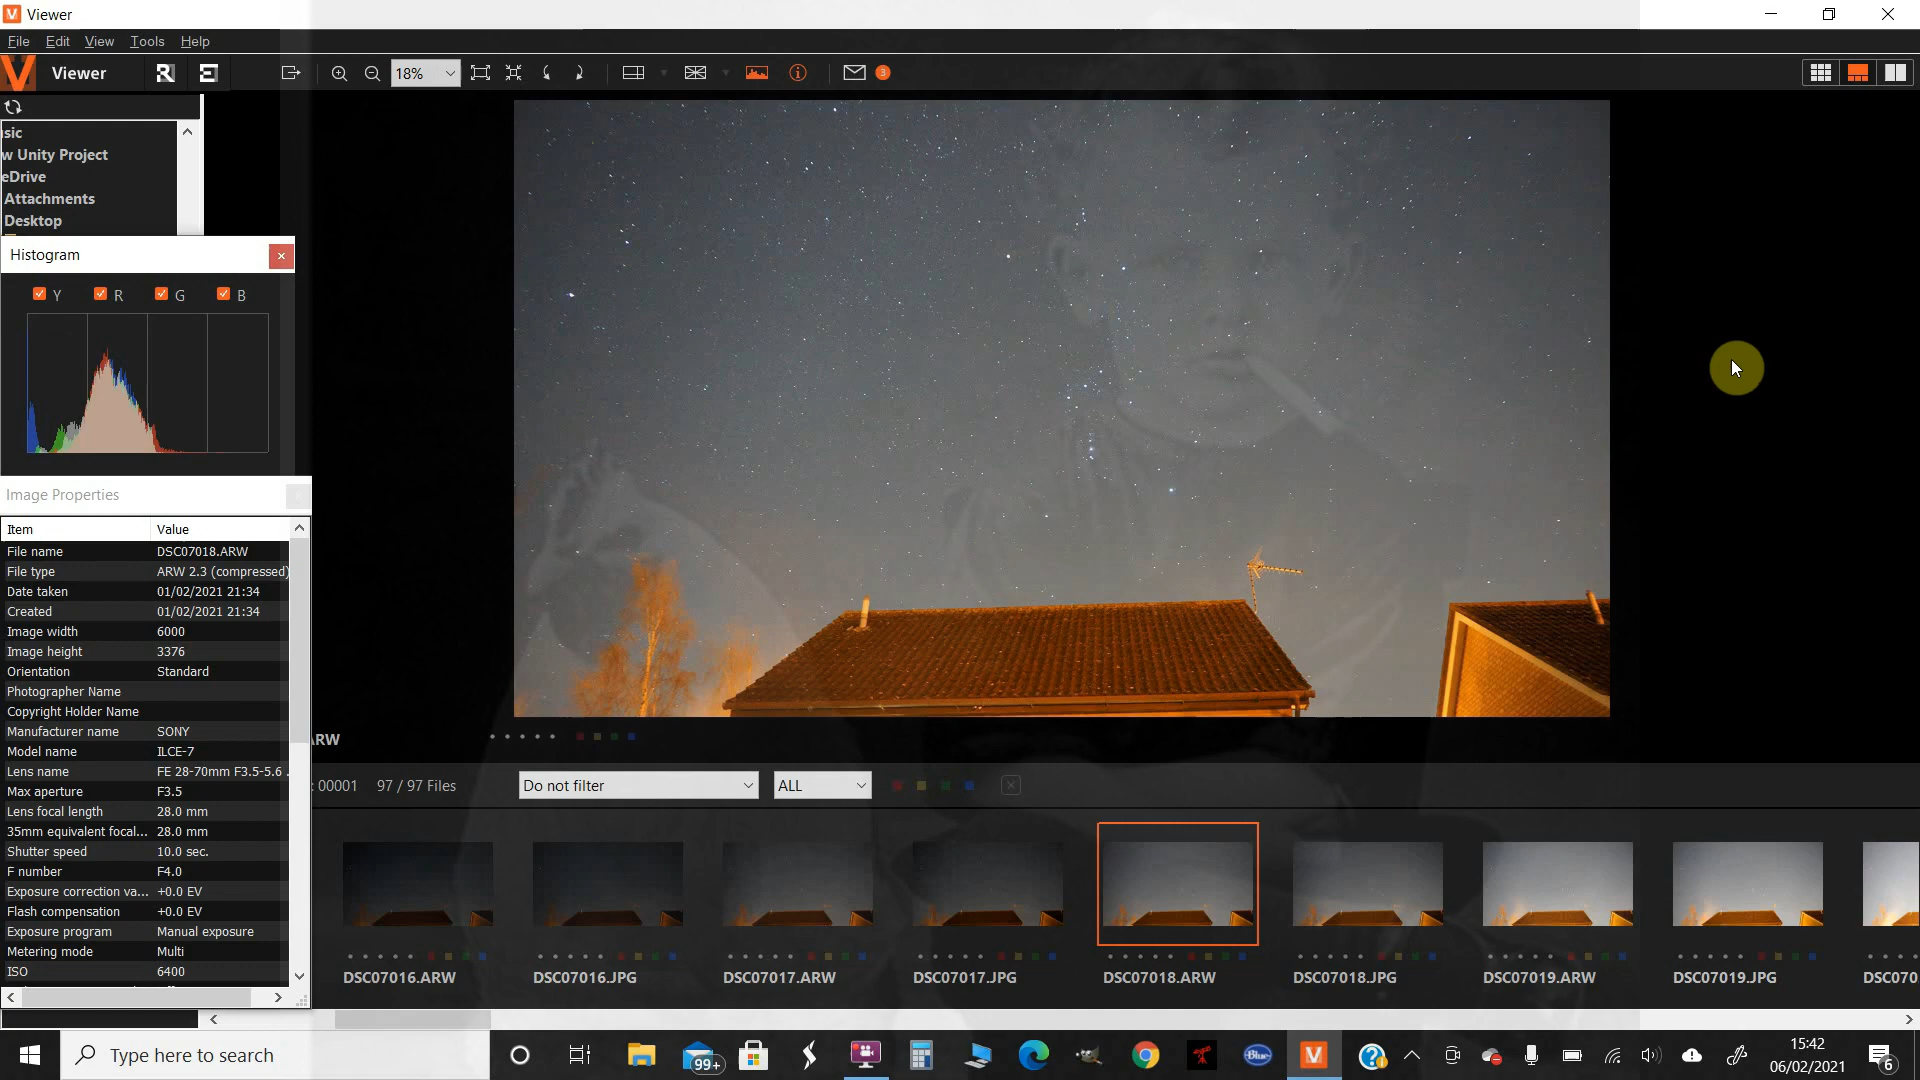 Viewer
File Edit View Tools Help
Viewer
18%
3
sic
w Unity Project
eDrive
Attachments
Desktop
Histogram
Y R G B
Image Properties
Item Value
File name DSC07018.ARW
File type ARW 2.3 (compressed)
Date taken 01/02/2021 21:34
Created 01/02/2021 21:34
Image width 6000
Image height 3376
Orientation Standard
Photographer Name
Copyright Holder Name
Manufacturer name SONY
Model name ILCE-7
Lens name FE 28-70mm F3.5-5.6 .
Max aperture F3.5
Lens focal length 28.0 mm
35mm equivalent focal... 28.0 mm
Shutter speed 10.0 sec.
F number F4.0
Exposure correction va... +0.0 EV
Flash compensation +0.0 EV
Exposure program Manual exposure
Metering mode Multi
ISO 6400
ARW
: 00001 97 / 97 Files Do not filter ALL
DSC07016.ARW DSC07016.JPG DSC07017.ARW DSC07017.JPG DSC07018.ARW DSC07018.JPG DSC07019.ARW DSC07019.JPG DSC070
Type here to search
99+
Blue
15:42
06/02/2021
6